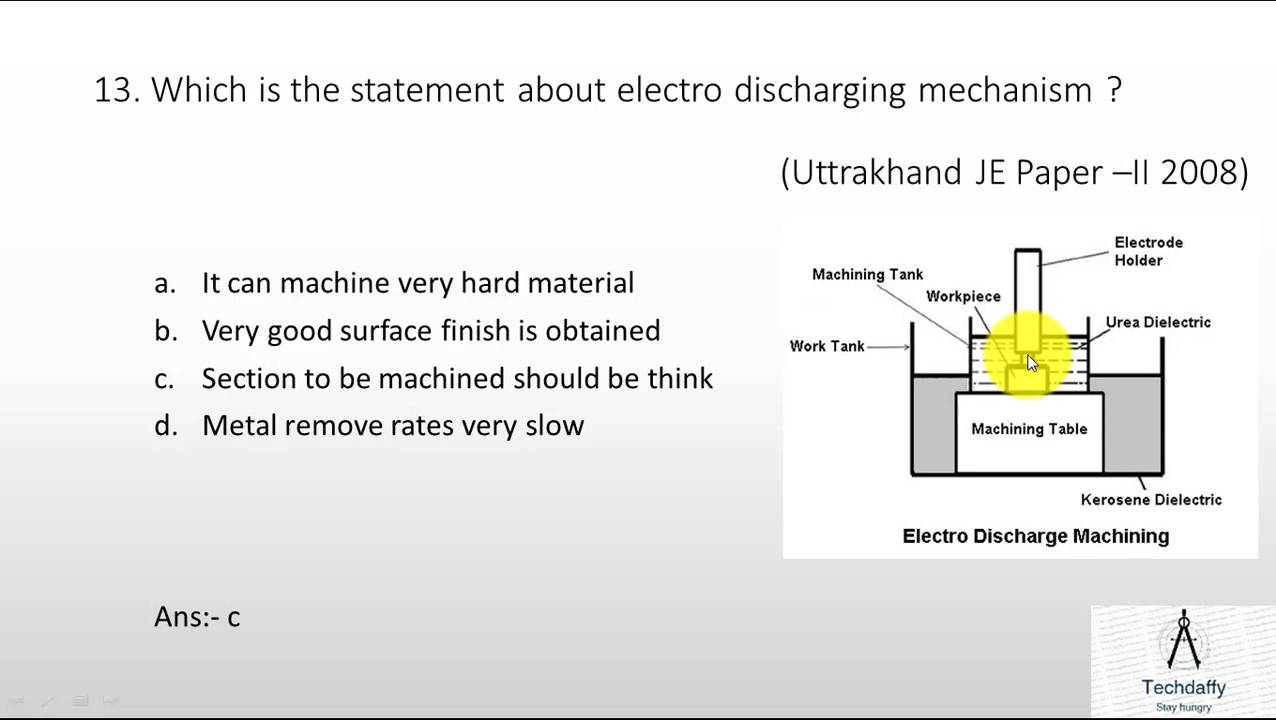 13. Which is the statement about electro discharging mechanism ?
(Uttrakhand JE Paper –II 2008)
a. It can machine very hard material
b. Very good surface finish is obtained
c. Section to be machined should be think
d. Metal remove rates very slow
Ans:- c
Electrode
Holder
Machining Tank
Workpiece
Urea Dielectric
Work Tank
Machining Table
Kerosene Dielectric
Electro Discharge Machining
Techdaffy
Stay hungry